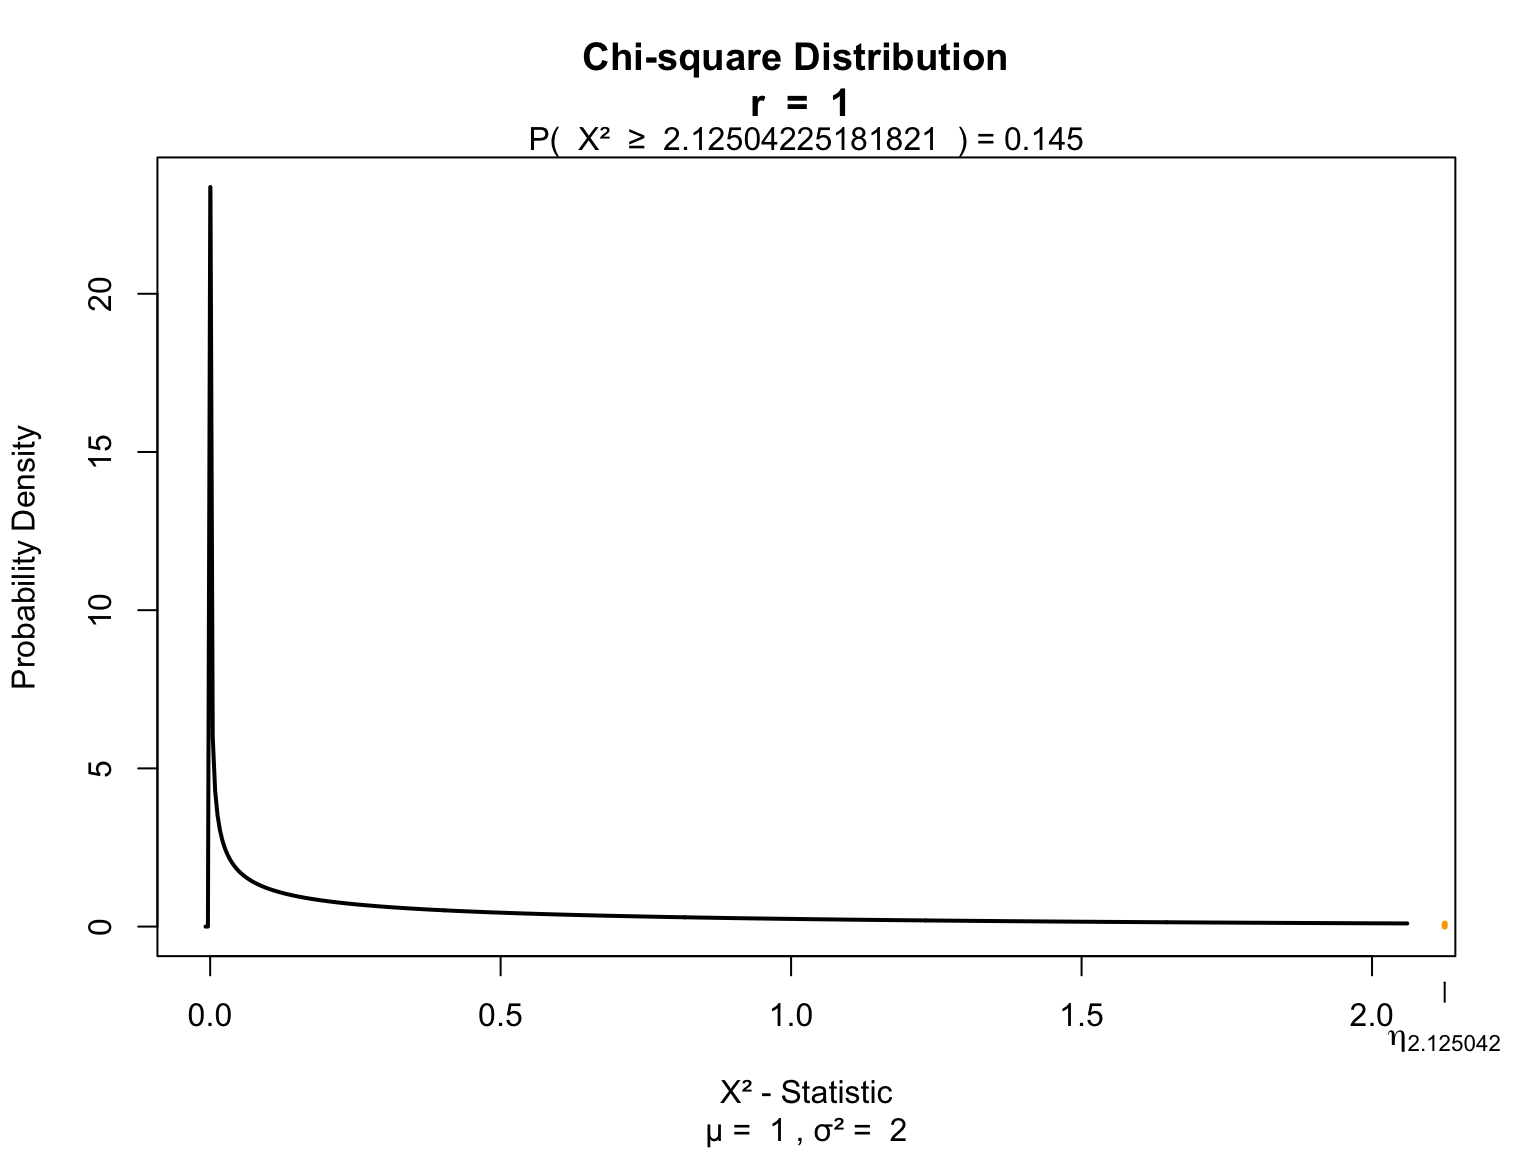 Chi-square Distribution
r = 1
P( X² ≥ 2.12504225181821 ) = 0.145
Probability Density
20
15
10
5
0
0.0 0.5 1.0 1.5 2.0
η2.125042
X² - Statistic
μ = 1 , σ² = 2